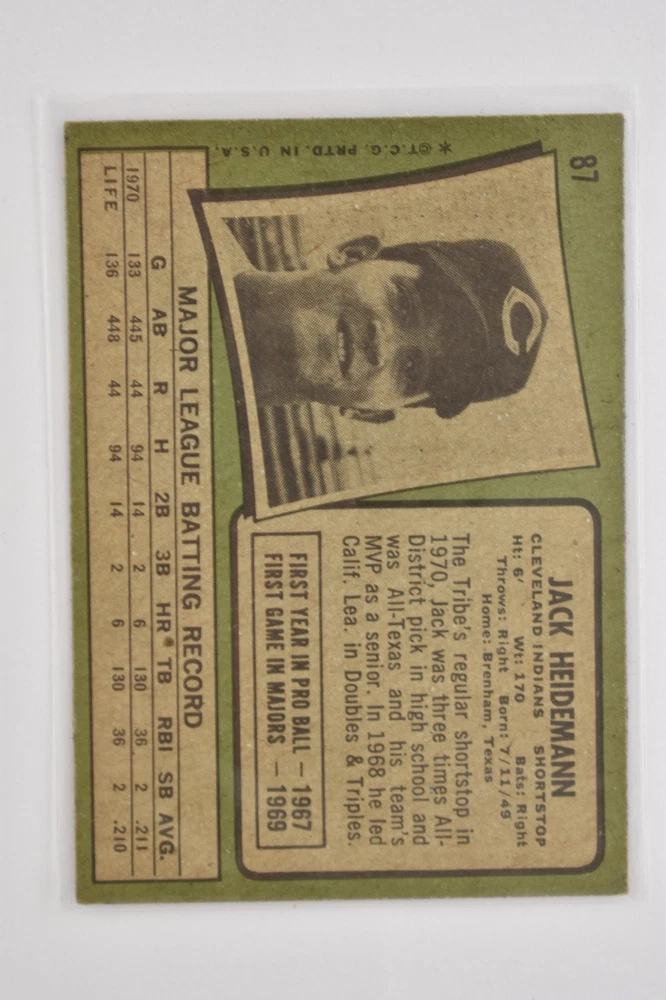 87
JACK HEIDEMANN
CLEVELAND INDIANS SHORTSTOP
Ht: 6' Wt: 170 Bats: Right
Throws: Right Born: 7/11/49
Home: Brenham, Texas
The Tribe's regular shortstop in
1970, Jack was three times All-
District pick in high school and
was All-Texas and his team's
MVP as a senior. In 1968 he led
Calif. Lea. in Doubles & Triples.
FIRST YEAR IN PRO BALL — 1967
FIRST GAME IN MAJORS — 1969
C
*©T.C.G. PRTD. IN U.S.A.
MAJOR LEAGUE BATTING RECORD
G AB R H 2B 3B HR TB RBI SB AVG.
1970 133 445 44 94 14 2 6 130 36 2 .211
LIFE 136 448 44 94 14 2 6 130 36 2 .210